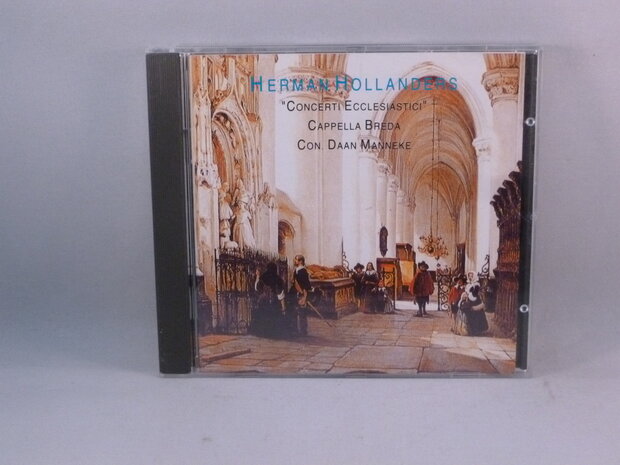 HERMAN HOLLANDERS
"CONCERTI ECCLESIASTICI"
CAPPELLA BREDA
CON. DAAN MANNEKE